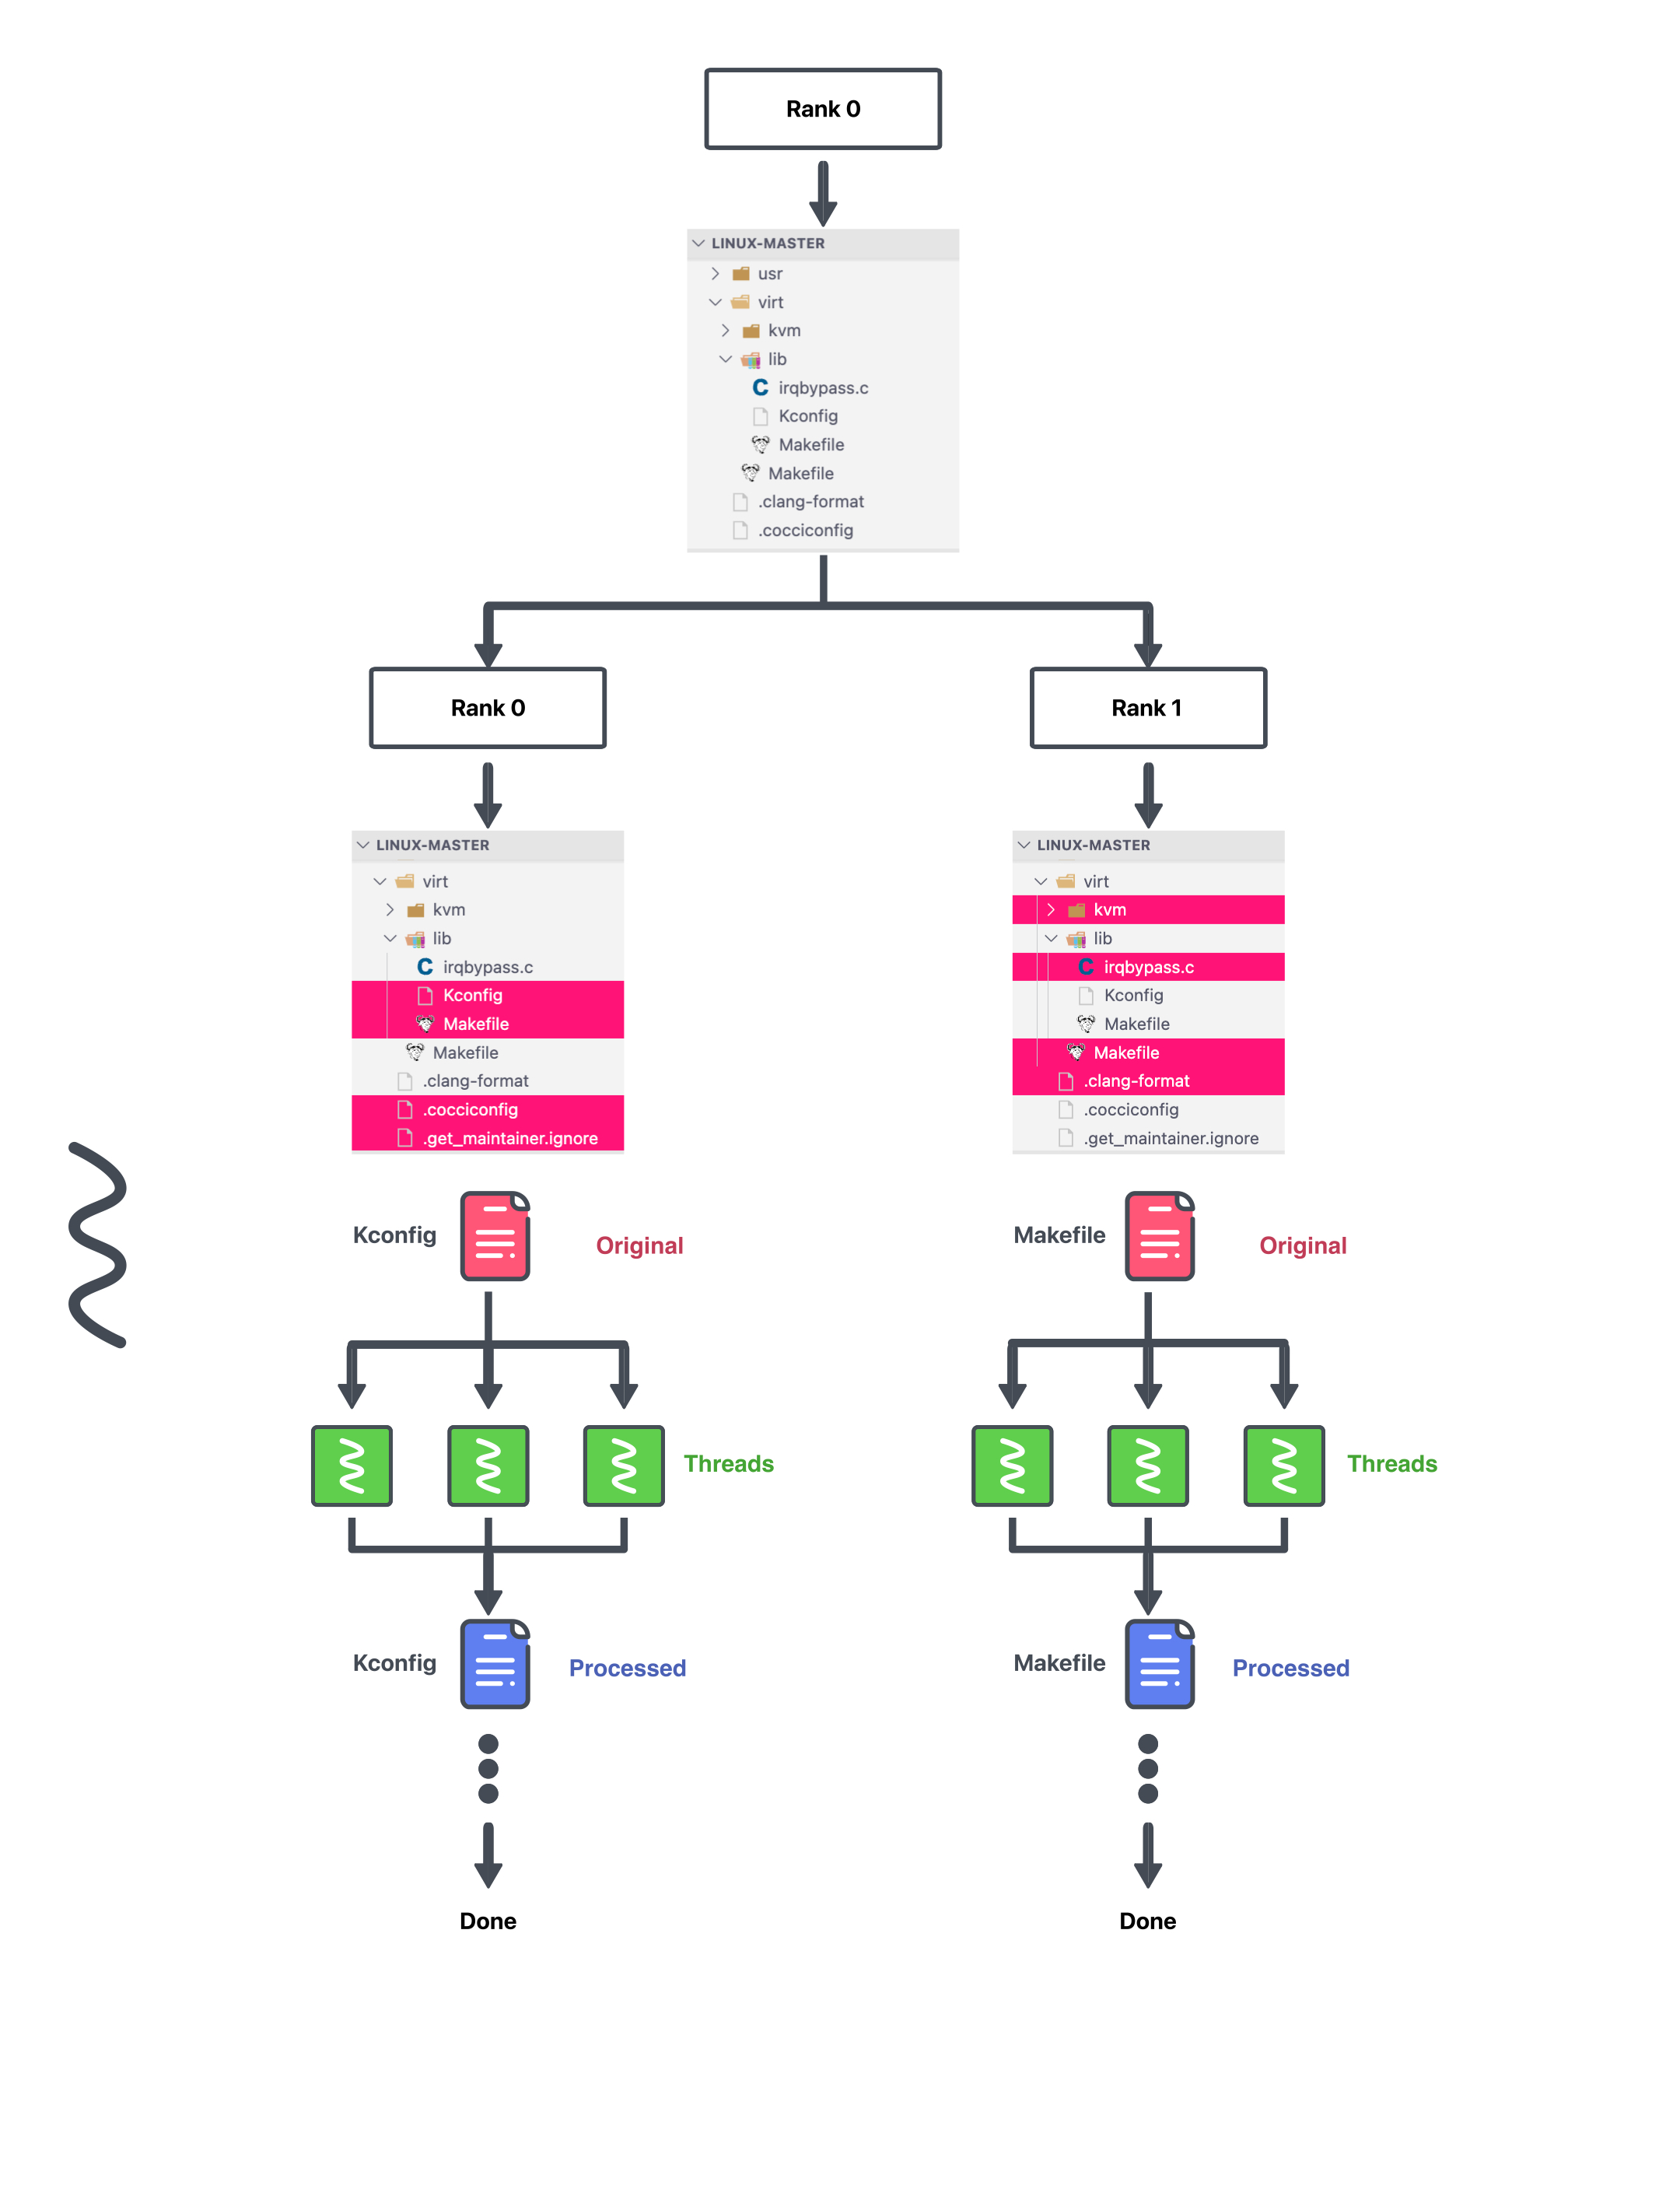 Rank 0
LINUX-MASTER
usr
virt
kvm
lib
C irqbypass.c
Kconfig
Makefile
Makefile
.clang-format
.cocciconfig
Rank 0
Rank 1
LINUX-MASTER
virt
kvm
lib
C irqbypass.c
Kconfig
Makefile
Makefile
.clang-format
.cocciconfig
.get_maintainer.ignore
LINUX-MASTER
virt
kvm
lib
C irqbypass.c
Kconfig
Makefile
Makefile
.clang-format
.cocciconfig
.get_maintainer.ignore
Kconfig Original
Makefile Original
Threads
Threads
Kconfig Processed
Makefile Processed
Done
Done